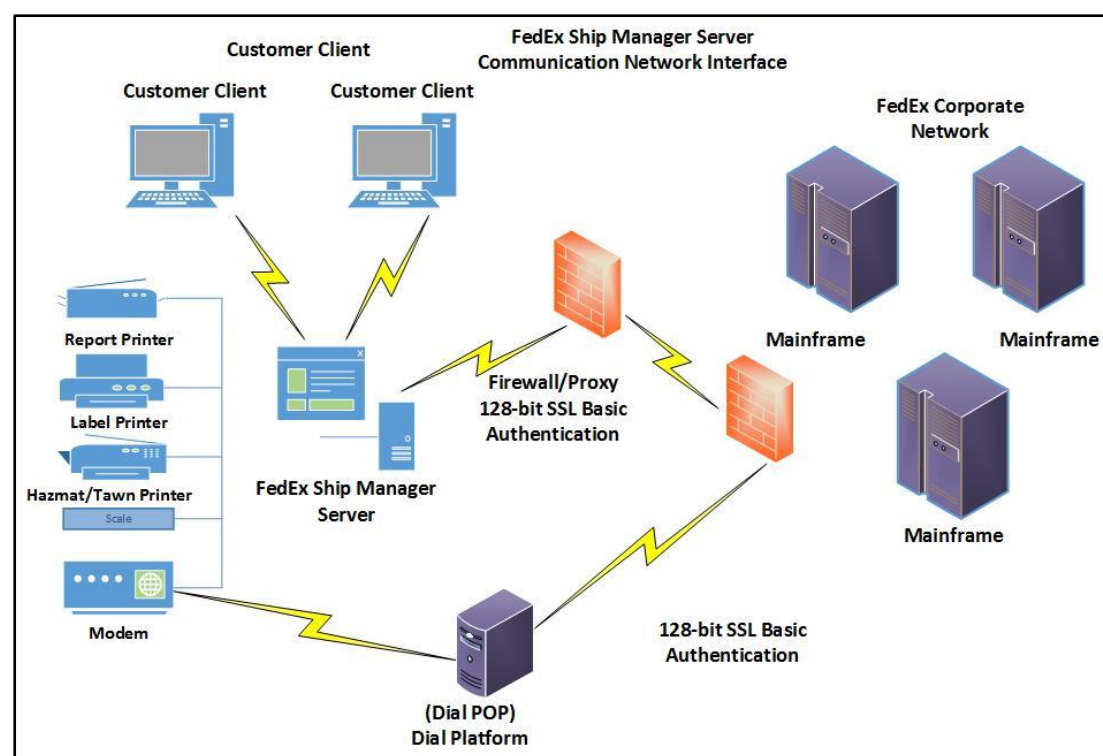 FedEx Ship Manager Server
Communication Network Interface
Customer Client
Customer Client
Customer Client
FedEx Corporate
Network
Mainframe
Mainframe
Mainframe
Report Printer
Label Printer
Hazmat/Tawn Printer
Scale
Modem
X
FedEx Ship Manager
Server
Firewall/Proxy
128-bit SSL Basic
Authentication
128-bit SSL Basic
Authentication
(Dial POP)
Dial Platform